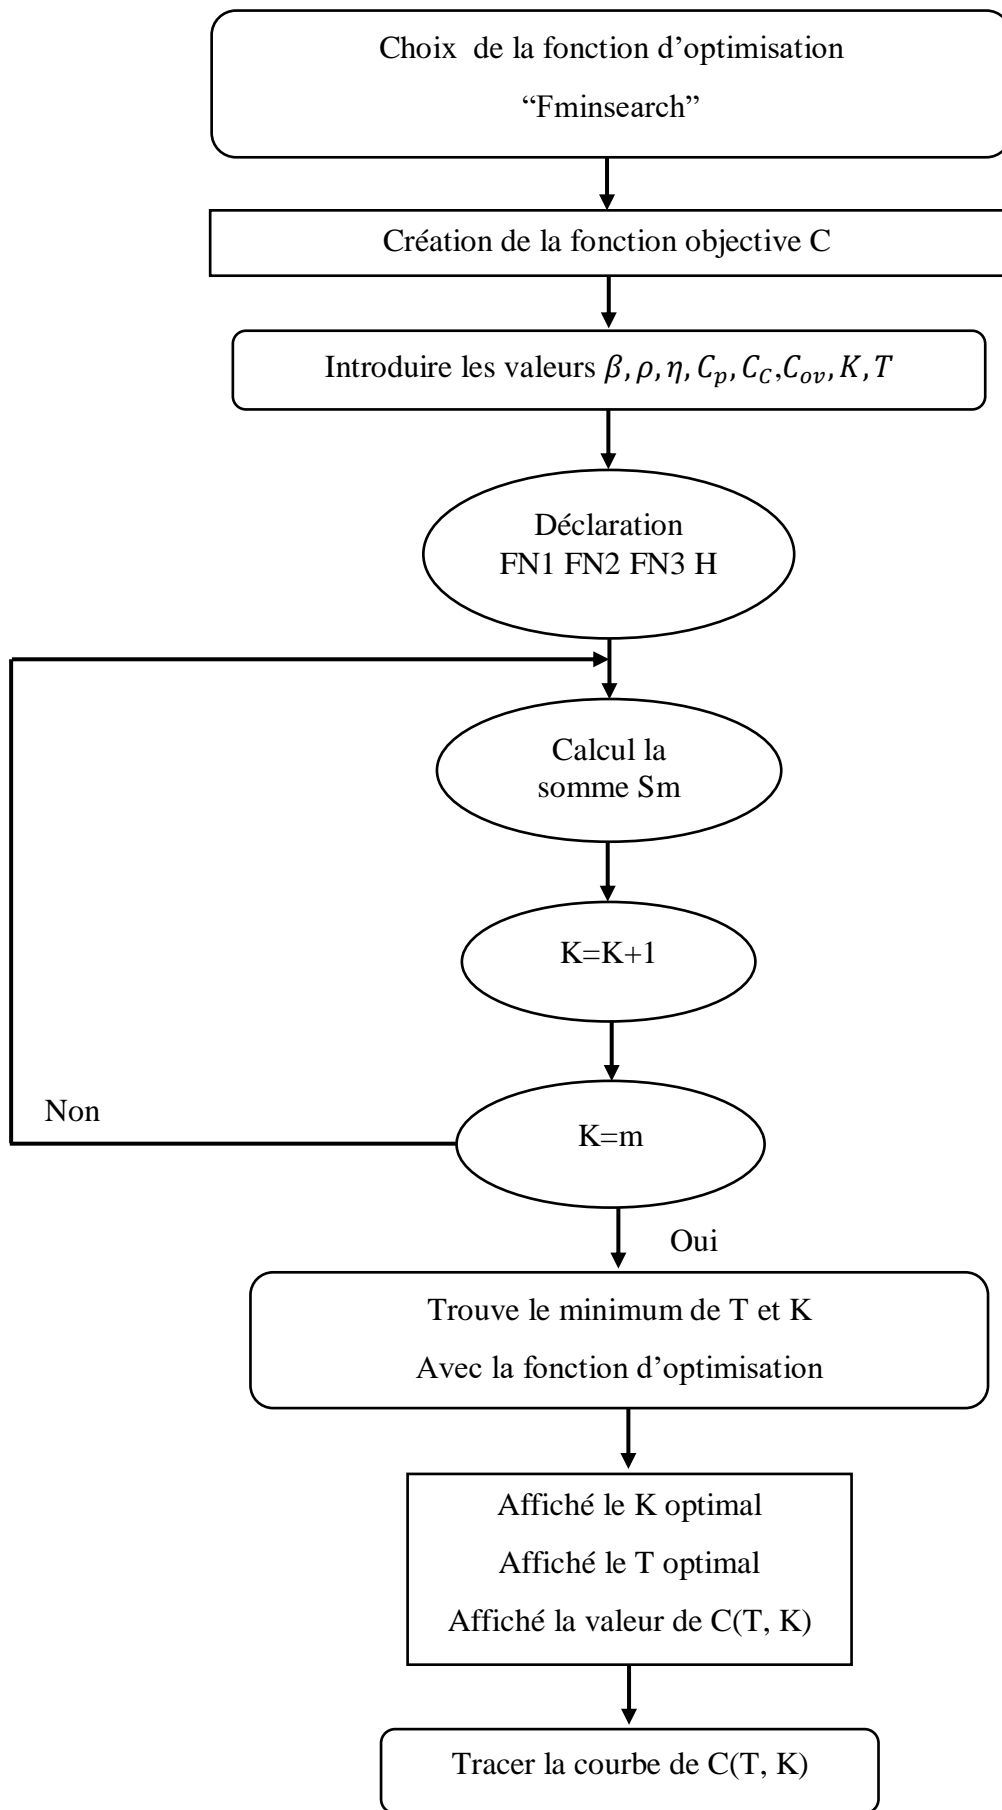 Choix de la fonction d’optimisation
“Fminsearch”
Création de la fonction objective C
Introduire les valeurs β, ρ, η, C_p, C_C,C_ov, K, T
Déclaration
FN1 FN2 FN3 H
Calcul la
somme Sm
K=K+1
Non
K=m
Oui
Trouve le minimum de T et K
Avec la fonction d’optimisation
Affiché le K optimal
Affiché le T optimal
Affiché la valeur de C(T, K)
Tracer la courbe de C(T, K)